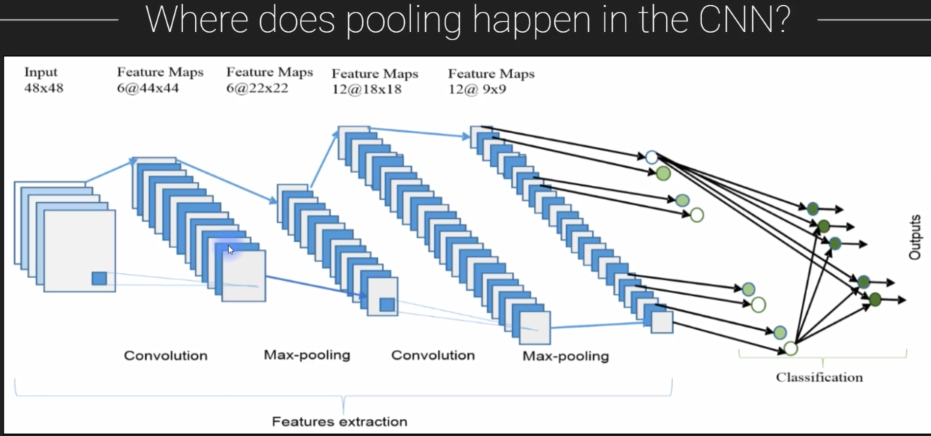 Where does pooling happen in the CNN?
Input
48x48
Feature Maps
6@44x44
Feature Maps
6@22x22
Feature Maps
12@18x18
Feature Maps
12@ 9x9
Outputs
Convolution
Max-pooling
Convolution
Max-pooling
Classification
Features extraction